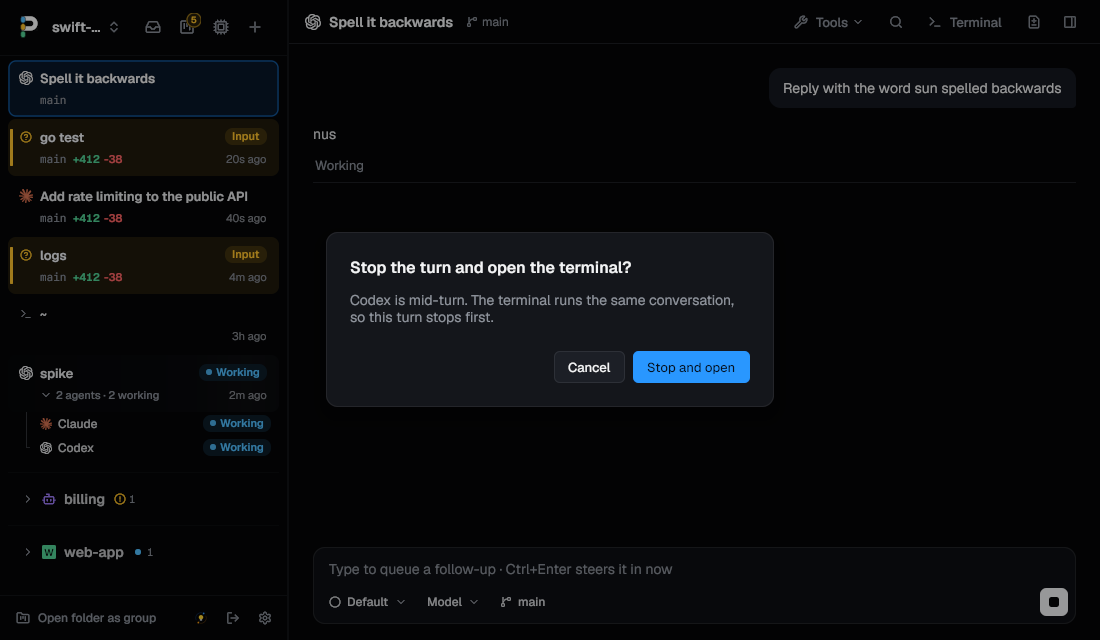 swift-...
5
Spell it backwards
main
Tools
Terminal
Spell it backwards
main
go test
Input
main +412 -38
20s ago
Add rate limiting to the public API
main +412 -38
40s ago
logs
Input
main +412 -38
4m ago
~
3h ago
spike
Working
2 agents · 2 working
2m ago
Claude
Working
Codex
Working
billing
1
W
web-app
1
Open folder as group
Reply with the word sun spelled backwards
nus
Working
Stop the turn and open the terminal?
Codex is mid-turn. The terminal runs the same conversation,
so this turn stops first.
Cancel
Stop and open
Type to queue a follow-up · Ctrl+Enter steers it in now
Default
Model
main